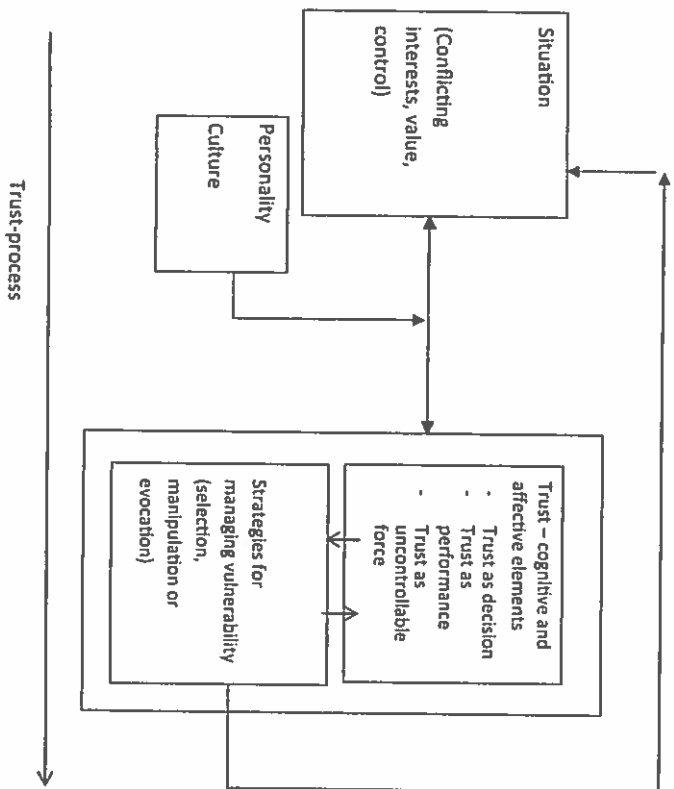 Situation
(Conflicting
interests, value,
control)
Personality
Culture
Trust – cognitive and
affective elements
- Trust as decision
- Trust as
performance
- Trust as
uncontrollable
force
Strategies for
managing vulnerability
(selection,
manipulation or
evocation)
Trust-process